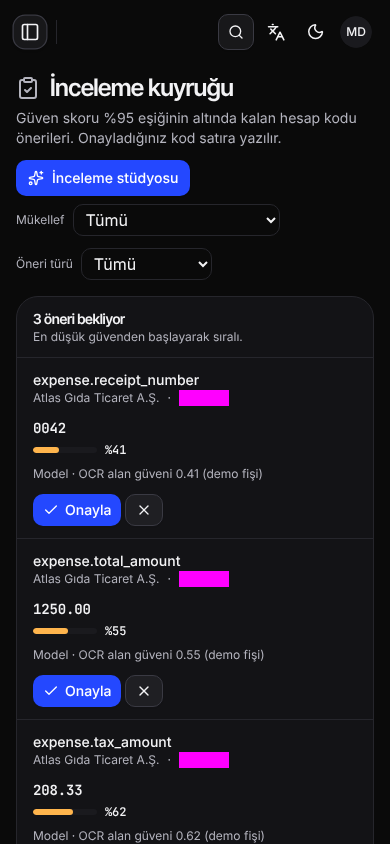 MD
İnceleme kuyruğu
Güven skoru %95 eşiğinin altında kalan hesap kodu
önerileri. Onayladığınız kod satıra yazılır.
İnceleme stüdyosu
Mükellef Tümü
Öneri türü Tümü
3 öneri bekliyor
En düşük güvenden başlayarak sıralı.
expense.receipt_number
Atlas Gıda Ticaret A.Ş. ·
0042
%41
Model · OCR alan güveni 0.41 (demo fişi)
Onayla
expense.total_amount
Atlas Gıda Ticaret A.Ş. ·
1250.00
%55
Model · OCR alan güveni 0.55 (demo fişi)
Onayla
expense.tax_amount
Atlas Gıda Ticaret A.Ş. ·
208.33
%62
Model · OCR alan güveni 0.62 (demo fişi)